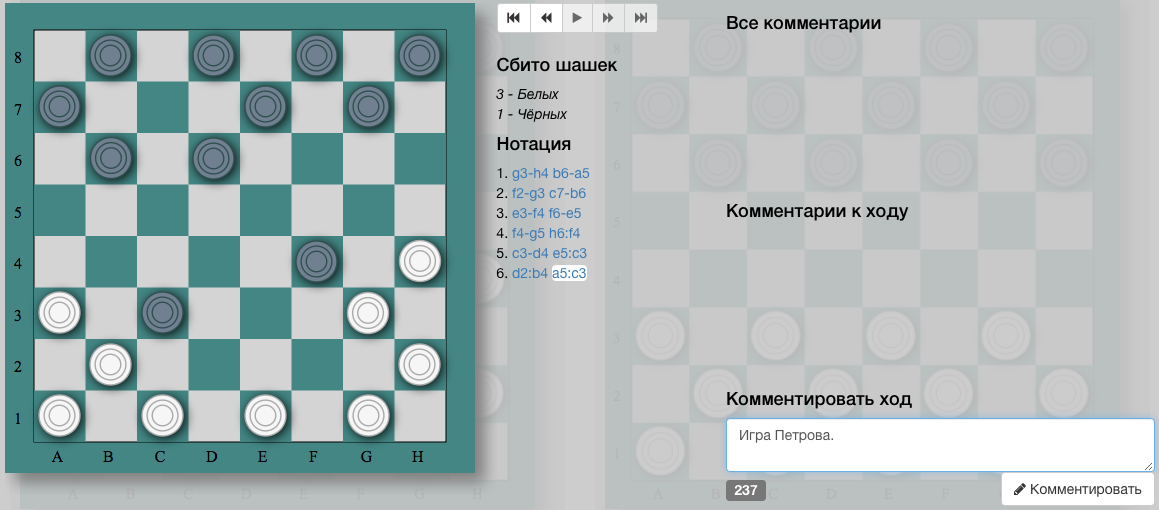 Все комментарии
Сбито шашек
3 - Белых
1 - Чёрных
Нотация
1. g3-h4 b6-a5
2. f2-g3 c7-b6
3. e3-f4 f6-e5
4. f4-g5 h6:f4
5. c3-d4 e5:c3
6. d2:b4 a5:c3
8
7
6
5
4
3
2
1
A B C D E F G H
Комментарии к ходу
Комментировать ход
Игра Петрова.
237
Комментировать